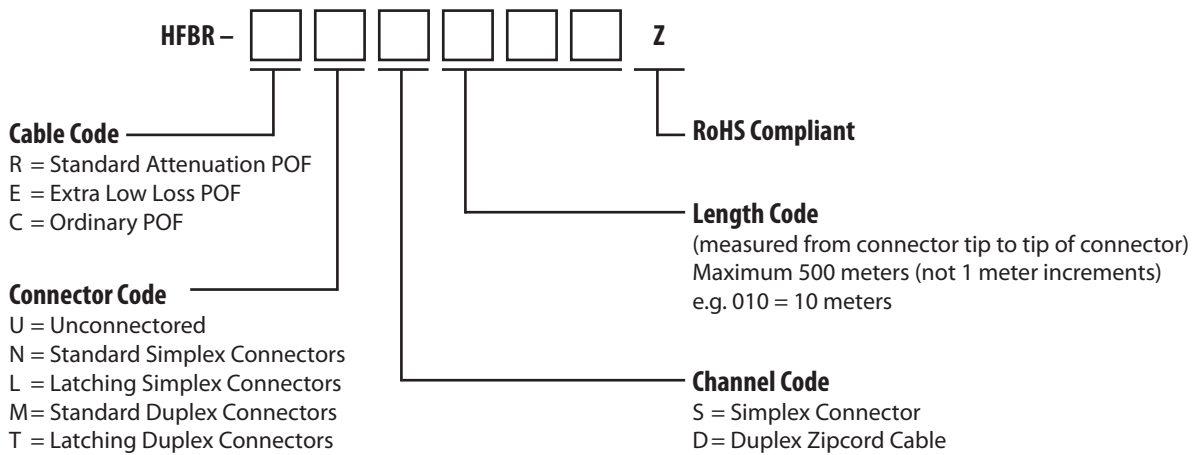 HFBR – Z
Cable Code
R = Standard Attenuation POF
E = Extra Low Loss POF
C = Ordinary POF
Connector Code
U = Unconnectored
N = Standard Simplex Connectors
L = Latching Simplex Connectors
M= Standard Duplex Connectors
T = Latching Duplex Connectors
RoHS Compliant
Length Code
(measured from connector tip to tip of connector)
Maximum 500 meters (not 1 meter increments)
e.g. 010 = 10 meters
Channel Code
S = Simplex Connector
D= Duplex Zipcord Cable